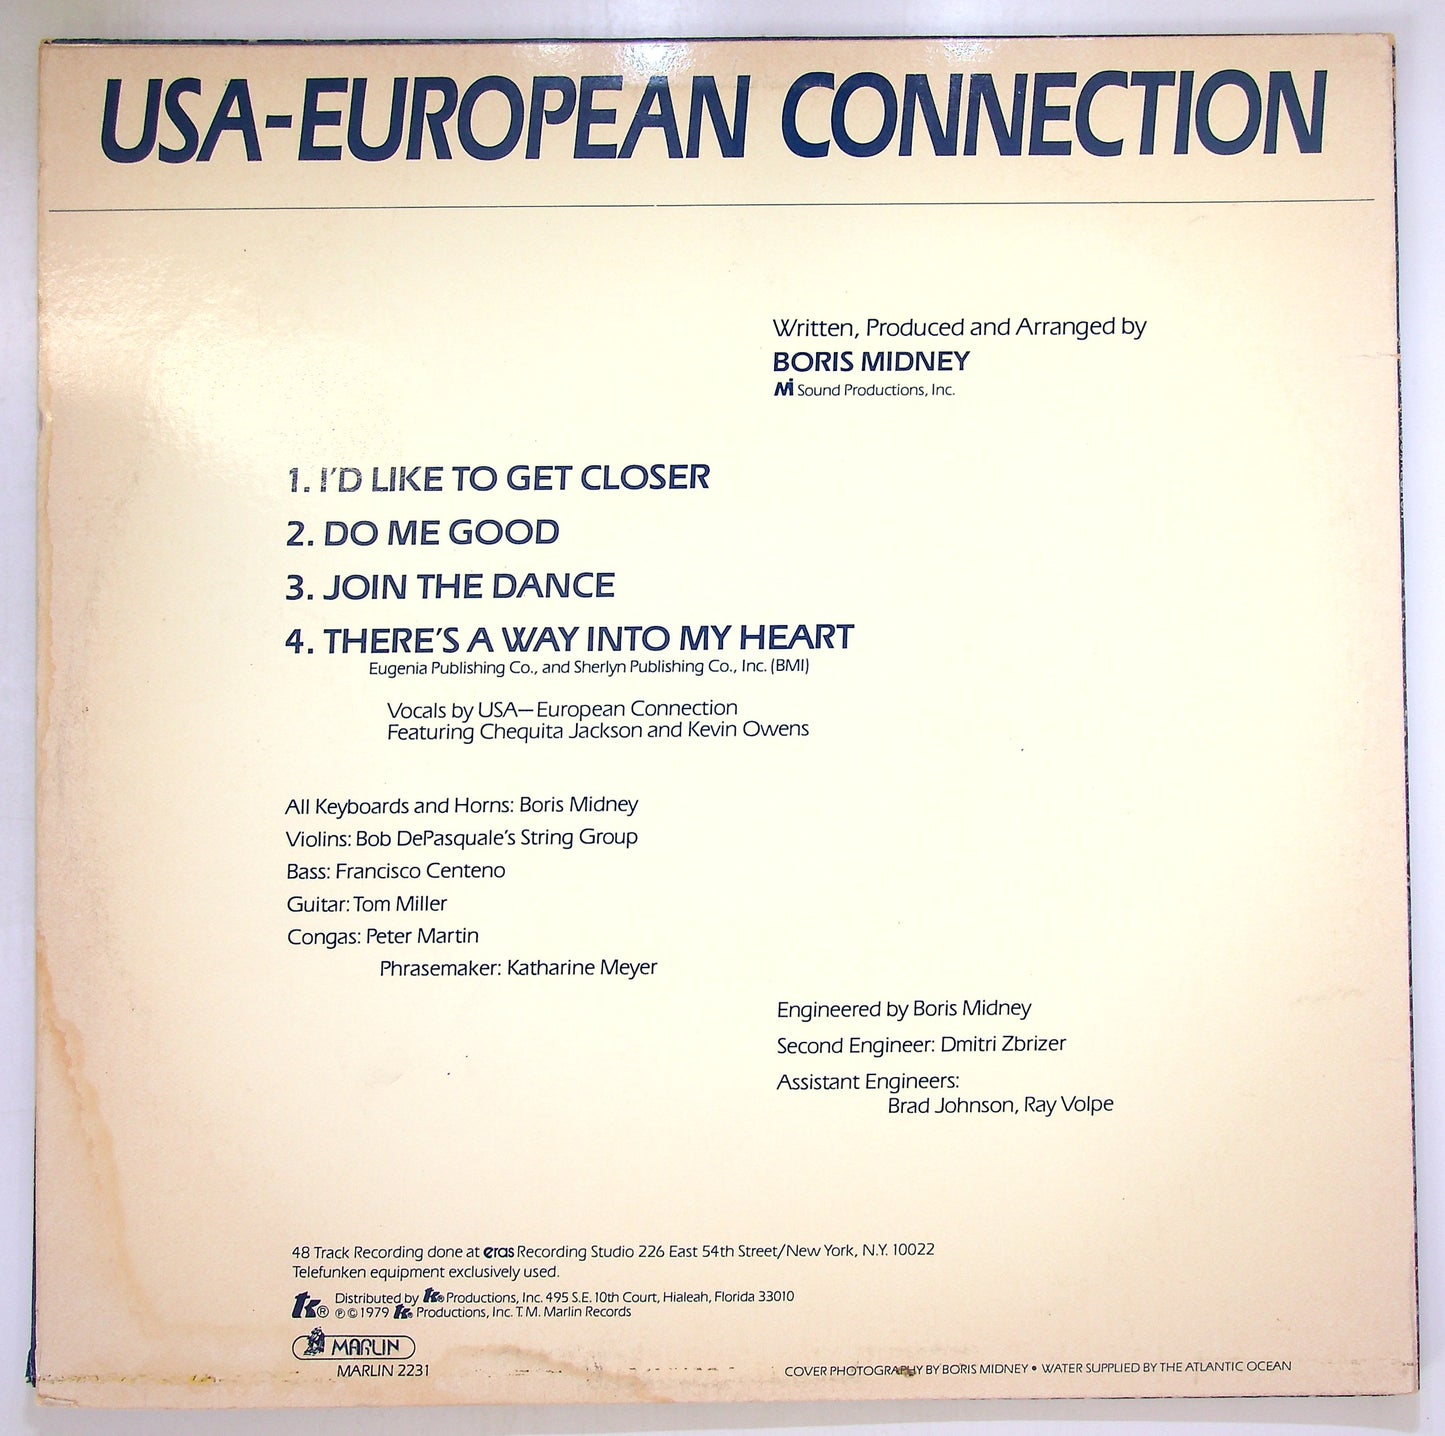 USA-EUROPEAN CONNECTION
Written, Produced and Arranged by
BORIS MIDNEY
Mi Sound Productions, Inc.
1. I'D LIKE TO GET CLOSER
2. DO ME GOOD
3. JOIN THE DANCE
4. THERE'S A WAY INTO MY HEART
Eugenia Publishing Co., and Sherlyn Publishing Co., Inc. (BMI)
Vocals by USA—European Connection
Featuring Chequita Jackson and Kevin Owens
All Keyboards and Horns: Boris Midney
Violins: Bob DePasquale's String Group
Bass: Francisco Centeno
Guitar: Tom Miller
Congas: Peter Martin
Phrasemaker: Katharine Meyer
Engineered by Boris Midney
Second Engineer: Dmitri Zbrizer
Assistant Engineers:
Brad Johnson, Ray Volpe
48 Track Recording done at eras Recording Studio 226 East 54th Street/New York, N.Y. 10022
Telefunken equipment exclusively used.
Distributed by tk® Productions, Inc. 495 S.E. 10th Court, Hialeah, Florida 33010
tk® ℗ © 1979 tk® Productions, Inc. T.M. Marlin Records
MARLIN
MARLIN 2231
COVER PHOTOGRAPHY BY BORIS MIDNEY • WATER SUPPLIED BY THE ATLANTIC OCEAN